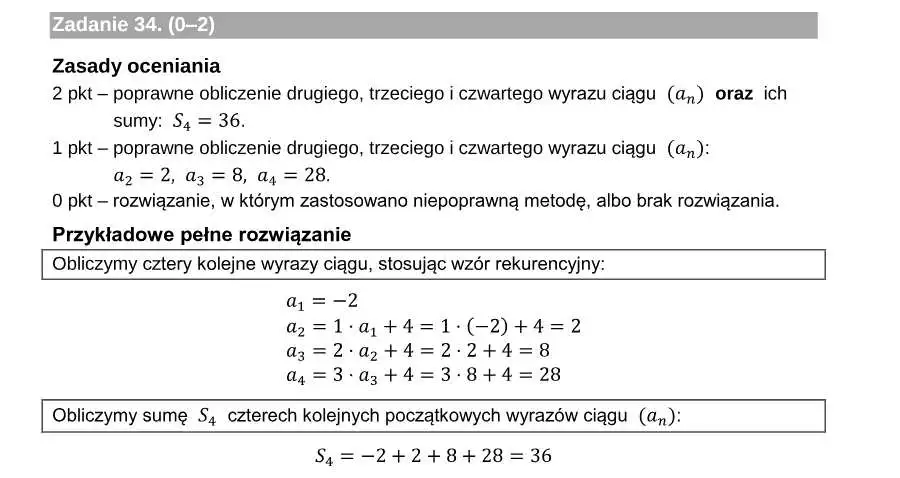 Zadanie 34. (0–2)
Zasady oceniania
2 pkt – poprawne obliczenie drugiego, trzeciego i czwartego wyrazu ciągu (aₙ) oraz ich
sumy: S₄ = 36.
1 pkt – poprawne obliczenie drugiego, trzeciego i czwartego wyrazu ciągu (aₙ):
a₂ = 2, a₃ = 8, a₄ = 28.
0 pkt – rozwiązanie, w którym zastosowano niepoprawną metodę, albo brak rozwiązania.
Przykładowe pełne rozwiązanie
Obliczymy cztery kolejne wyrazy ciągu, stosując wzór rekurencyjny:
a₁ = −2
a₂ = 1 · a₁ + 4 = 1 · (−2) + 4 = 2
a₃ = 2 · a₂ + 4 = 2 · 2 + 4 = 8
a₄ = 3 · a₃ + 4 = 3 · 8 + 4 = 28
Obliczymy sumę S₄ czterech kolejnych początkowych wyrazów ciągu (aₙ):
S₄ = −2 + 2 + 8 + 28 = 36